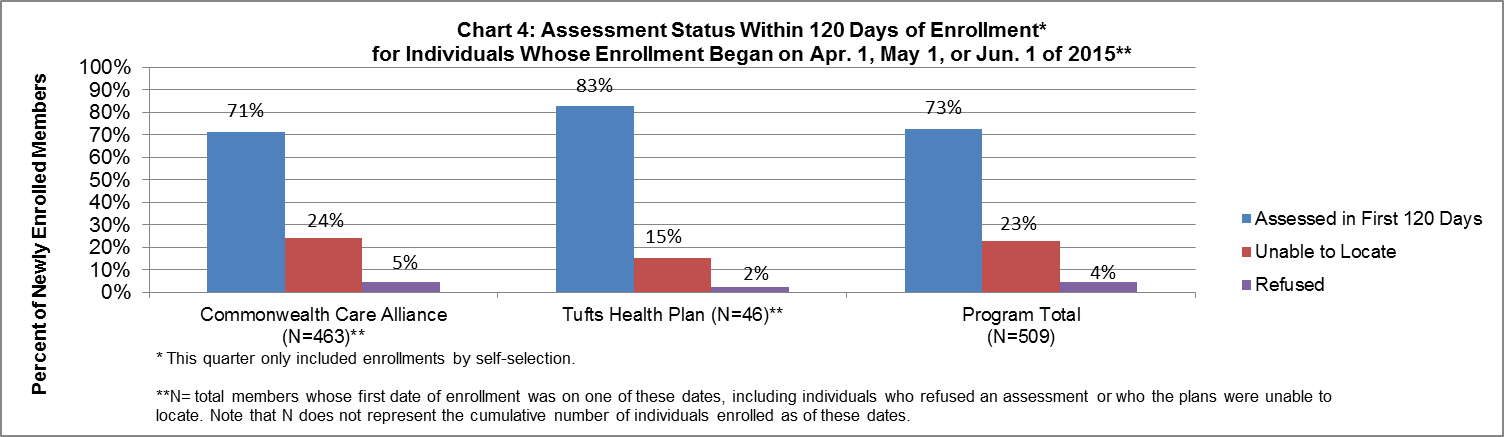 Chart 4: Assessment Status Within 120 Days of Enrollment*
for Individuals Whose Enrollment Began on Apr. 1, May 1, or Jun. 1 of 2015**
Percent of Newly Enrolled Members
100%
90%
80%
70%
60%
50%
40%
30%
20%
10%
0%
71%
24%
5%
83%
15%
2%
73%
23%
4%
Commonwealth Care Alliance
(N=463)**
Tufts Health Plan (N=46)**
Program Total
(N=509)
Assessed in First 120 Days
Unable to Locate
Refused
* This quarter only included enrollments by self-selection.
**N= total members whose first date of enrollment was on one of these dates, including individuals who refused an assessment or who the plans were unable to
locate. Note that N does not represent the cumulative number of individuals enrolled as of these dates.